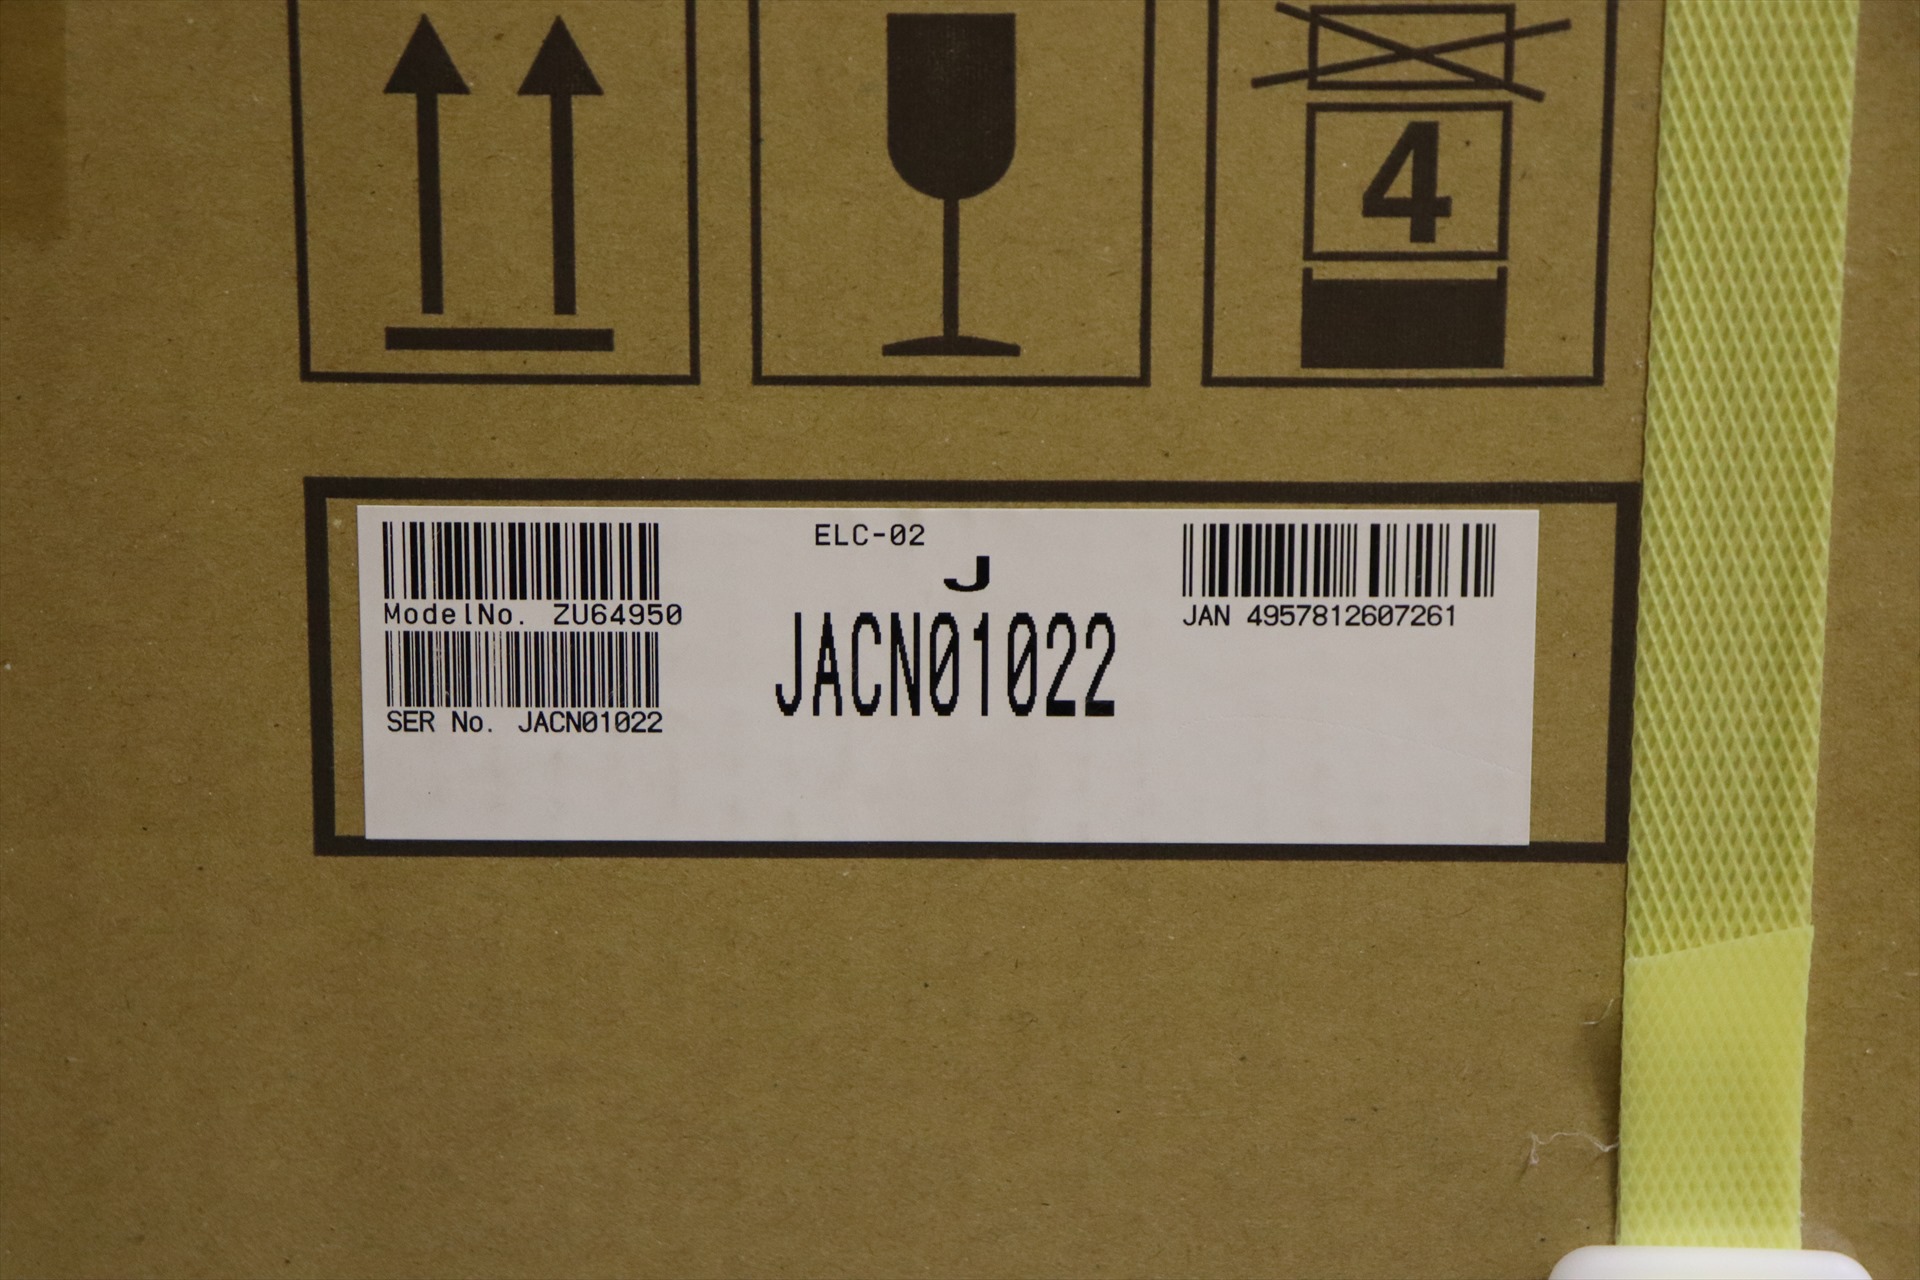 4
ELC-02
J
ModelNo. ZU64950
JACN01022
JAN 4957812607261
SER No. JACN01022